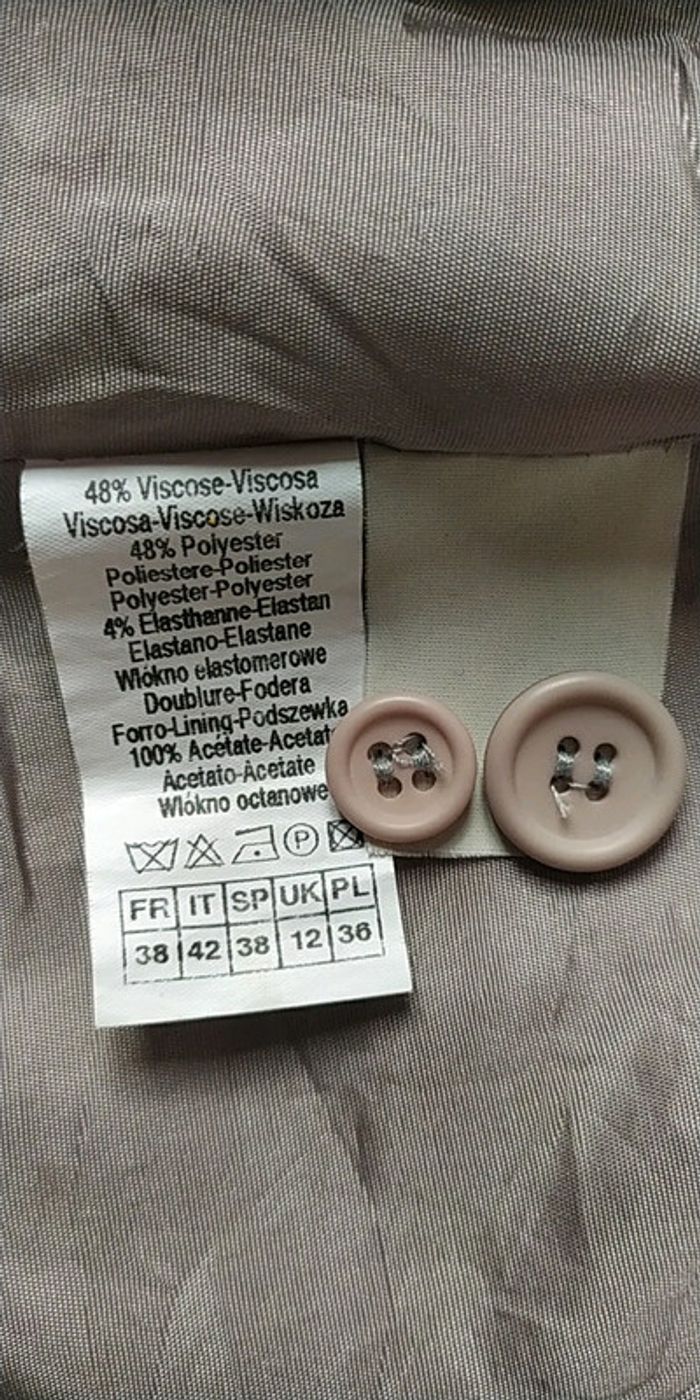 48% Viscose-Viscosa
Viscosa-Viscose-Wiskoza
48% Polyester
Poliestere-Poliester
Polyester-Polyester
4% Elasthanne-Elastan
Elastano-Elastane
Włókno elastomerowe
Doublure-Fodera
Forro-Lining-Podszewka
100% Acétate-Acetat
Acetato-Acetate
Włókno octanowe
P
FR IT SP UK PL
38 42 38 12 36